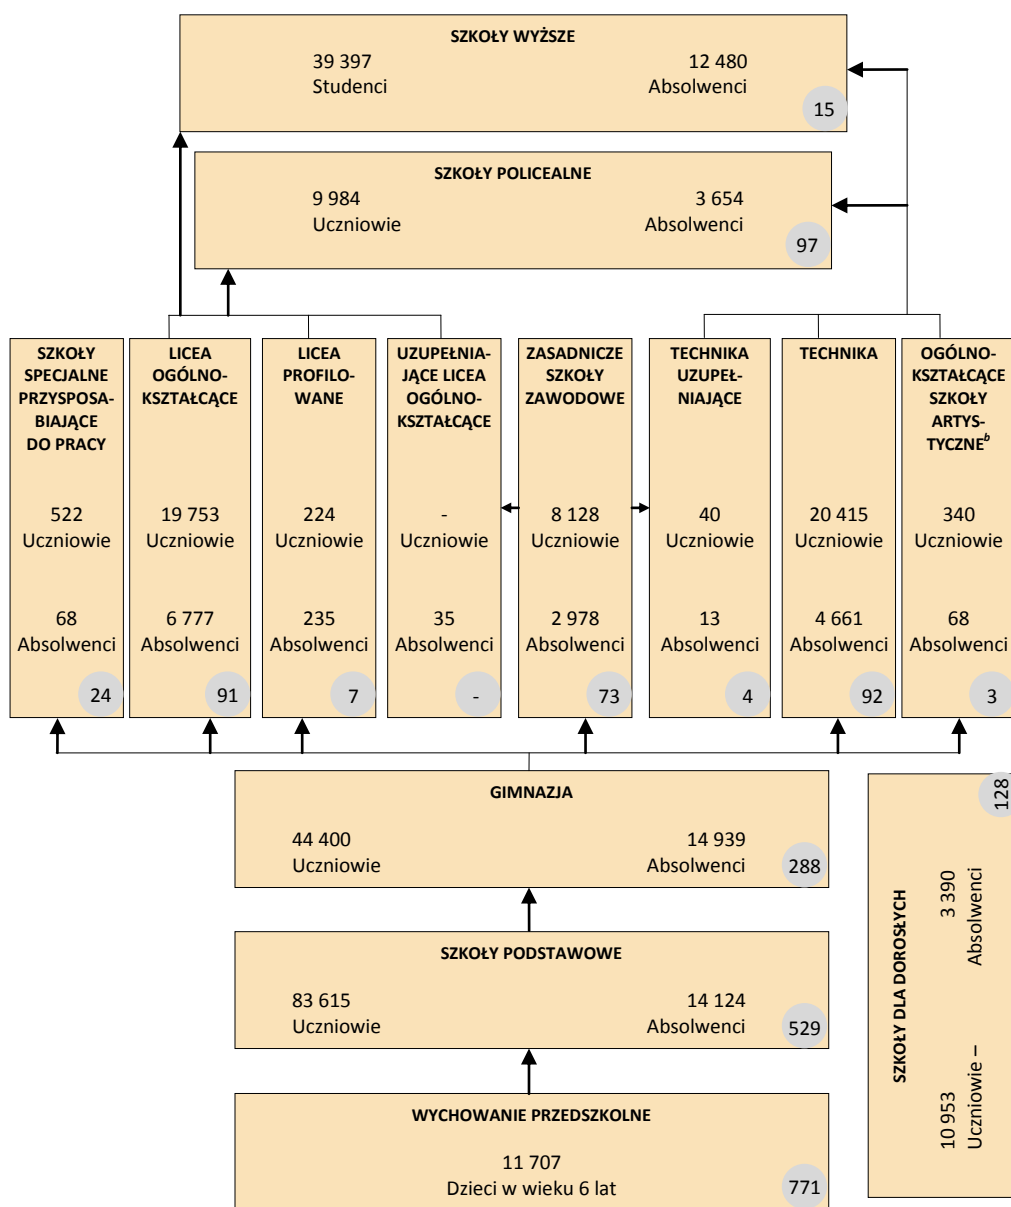 SZKOŁY WYŻSZE
39 397
12 480
Studenci
Absolwenci
15
SZKOŁY POLICEALNE
9 984
3 654
Uczniowie
Absolwenci
97
SZKOŁY
SPECJALNE
PRZYSPOSA-
BIAJĄCE
DO PRACY
522
Uczniowie
68
Absolwenci
24
LICEA
OGÓLNO-
KSZTAŁCĄCE
19 753
Uczniowie
6 777
Absolwenci
91
LICEA
PROFILO-
WANE
224
Uczniowie
235
Absolwenci
7
UZUPEŁNIA-
JĄCE LICEA
OGÓLNO-
KSZTAŁCĄCE
-
Uczniowie
35
Absolwenci
-
ZASADNICZE
SZKOŁY
ZAWODOWE
8 128
Uczniowie
2 978
Absolwenci
73
TECHNIKA
UZUPEŁ-
NIAJĄCE
40
Uczniowie
13
Absolwenci
4
TECHNIKA
20 415
Uczniowie
4 661
Absolwenci
92
OGÓLNO-
KSZTAŁCĄCE
SZKOŁY
ARTYS-
TYCZNEb
340
Uczniowie
68
Absolwenci
3
GIMNAZJA
44 400
14 939
Uczniowie
Absolwenci
288
SZKOŁY PODSTAWOWE
83 615
14 124
Uczniowie
Absolwenci
529
WYCHOWANIE PRZEDSZKOLNE
11 707
Dzieci w wieku 6 lat
771
SZKOŁY DLA DOROSŁYCH
10 953
3 390
Uczniowie –
Absolwenci
128